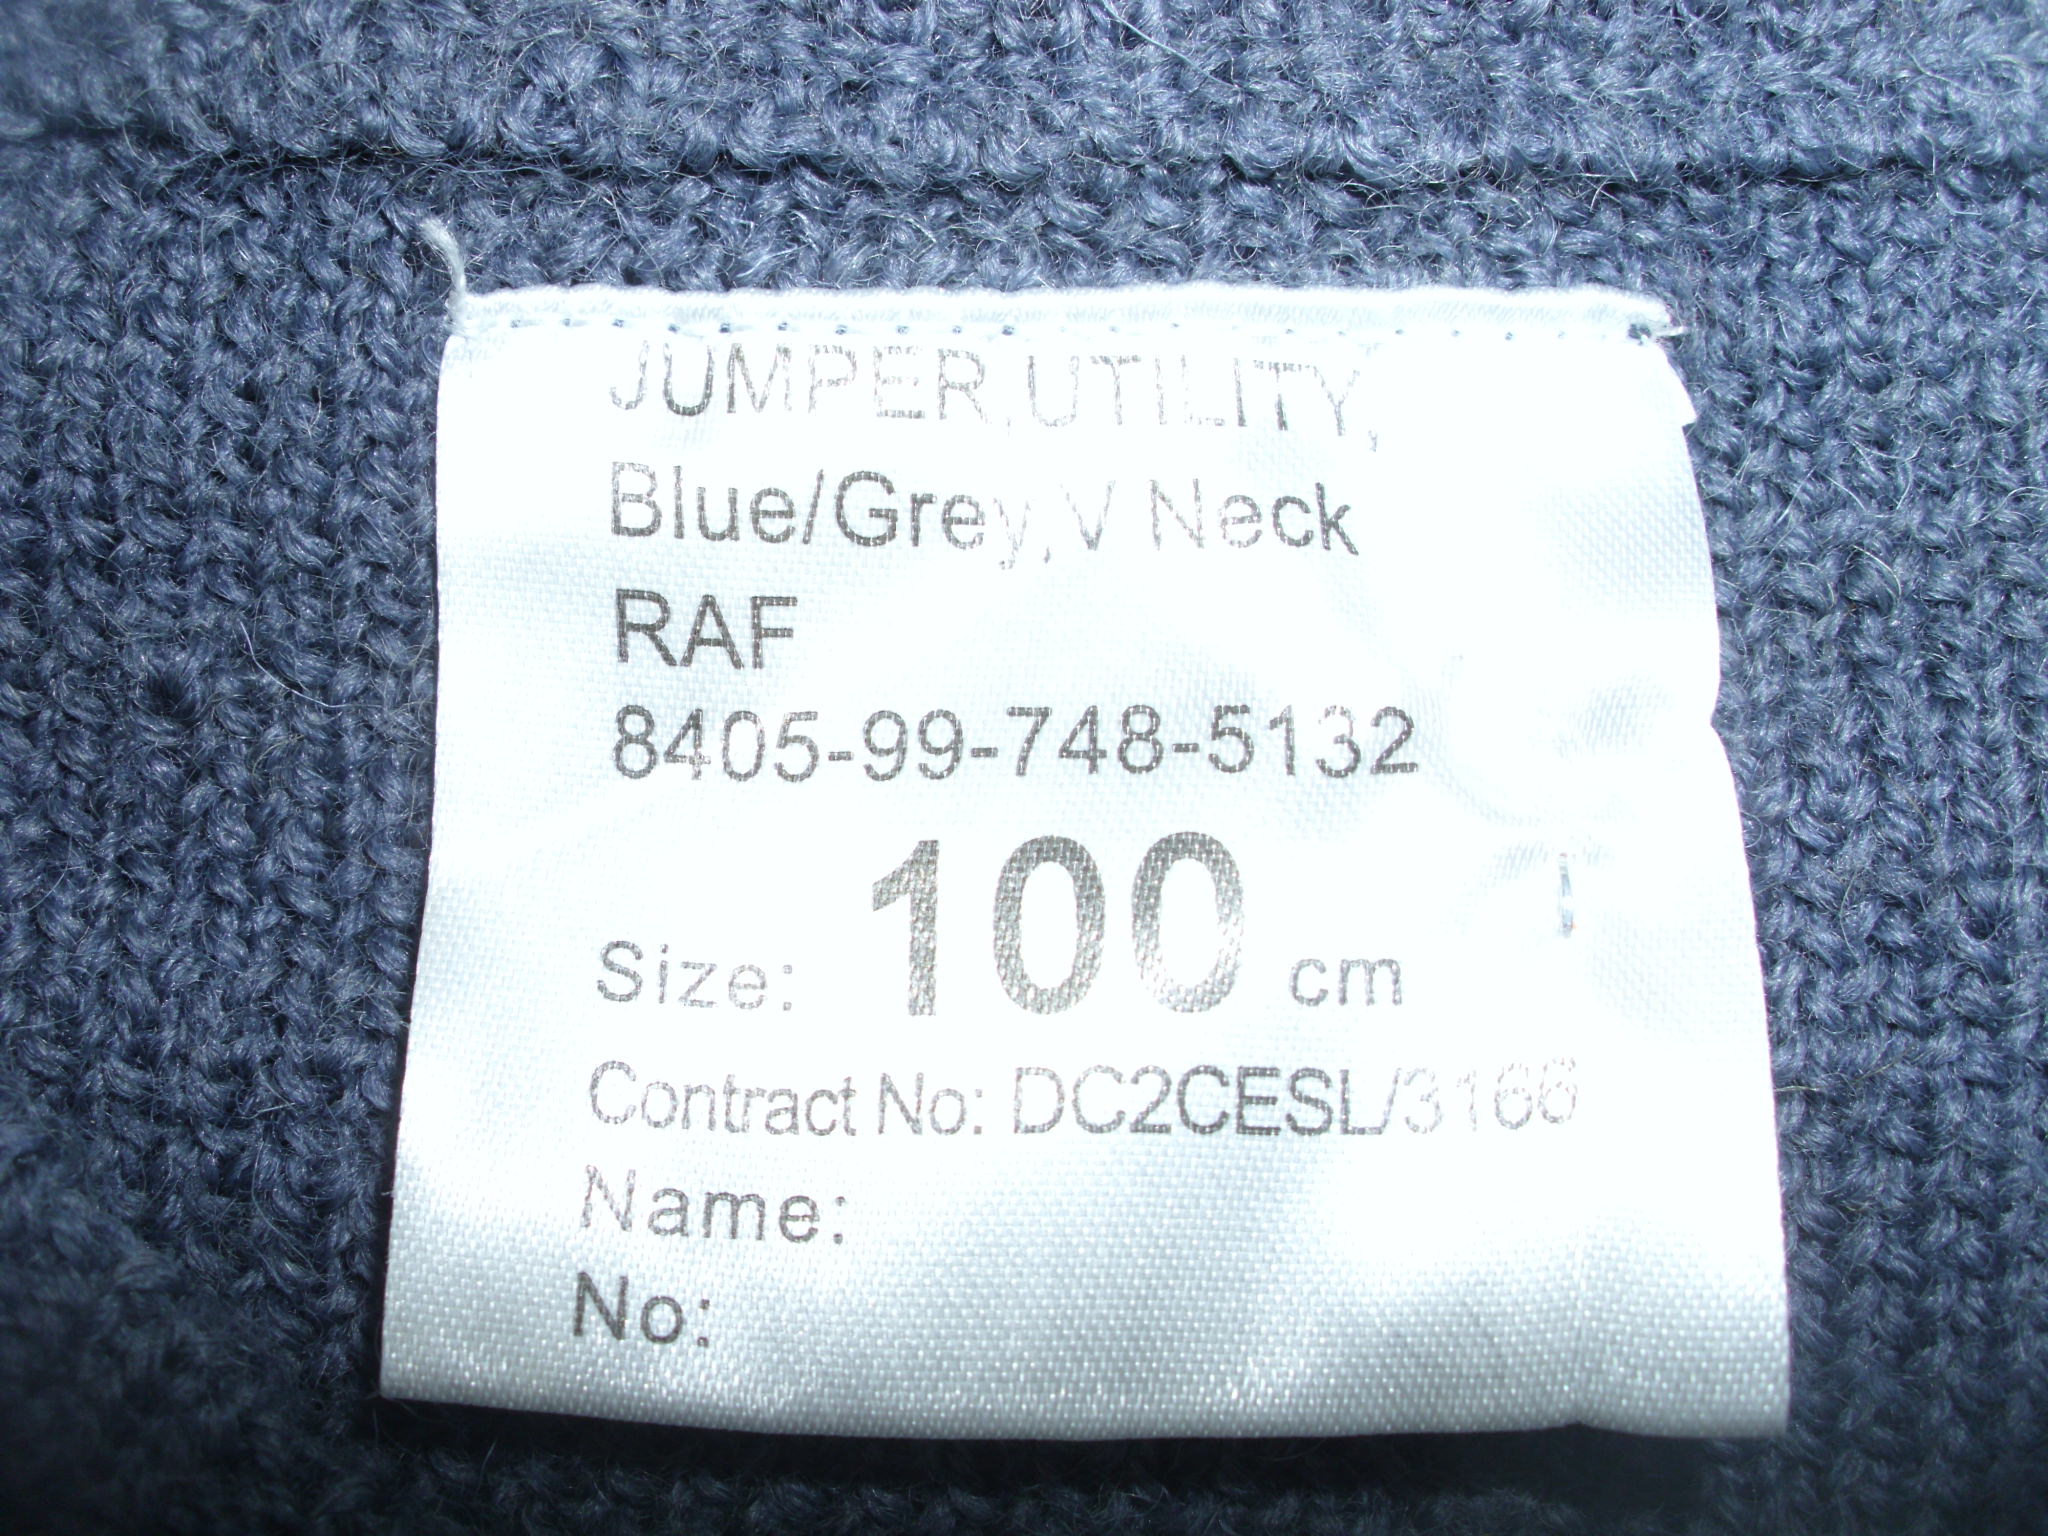 JUMPER,UTILITY,
Blue/Grey,V Neck
RAF
8405-99-748-5132
Size: 100 cm
Contract No: DC2CESL/3166
Name:
No: